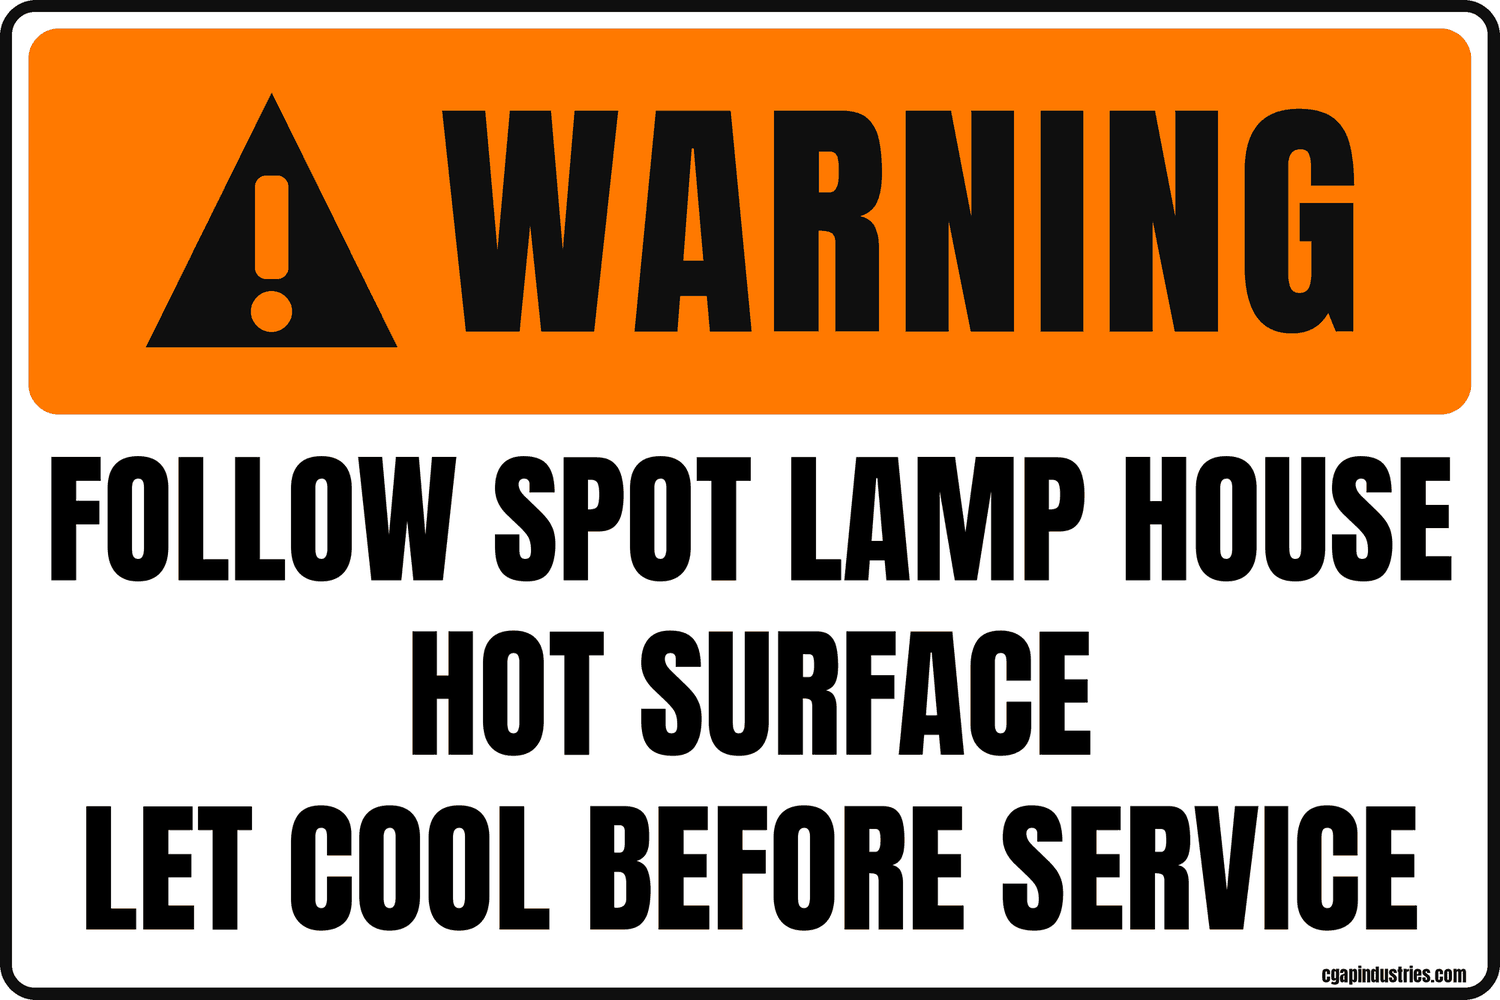 WARNING
FOLLOW SPOT LAMP HOUSE
HOT SURFACE
LET COOL BEFORE SERVICE
cgapindustries.com